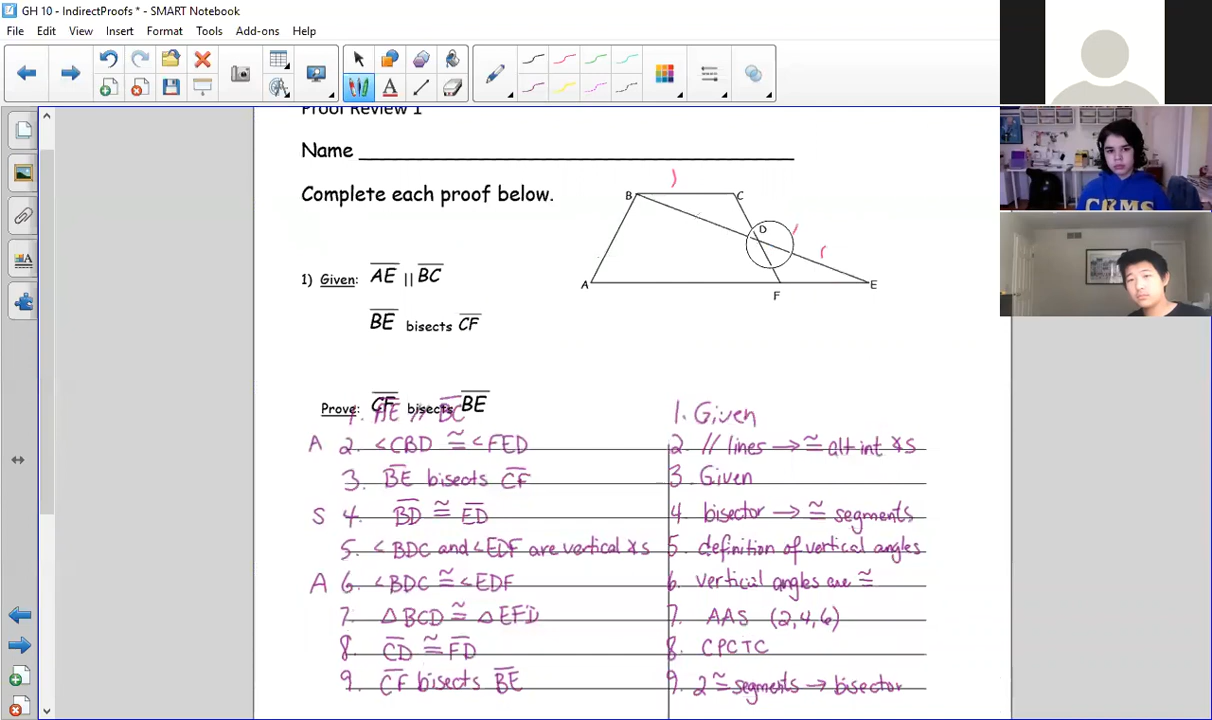 GH 10 - IndirectProofs * - SMART Notebook
File Edit View Insert Format Tools Add-ons Help
Proof Review 1
Name
Complete each proof below.
B C
D
A F E
1) Given: AE || BC
BE bisects CF
Prove: CF bisects BE
1. AE // BC 1. Given
A 2. ∠CBD ≅ ∠FED 2. // lines → ≅ alt int ∡s
3. BE bisects CF 3 Given
S 4. BD ≅ ED 4. bisector → ≅ segments
5. ∠BDC and ∠EDF are vertical ∡s 5. definition of vertical angles
A 6. ∠BDC ≅ ∠EDF 6. vertical angles are ≅
7. △BCD ≅ △EFD 7. AAS (2,4,6)
8. CD ≅ FD 8. CPCTC
9. CF bisects BE 9. 2 ≅ segments → bisector